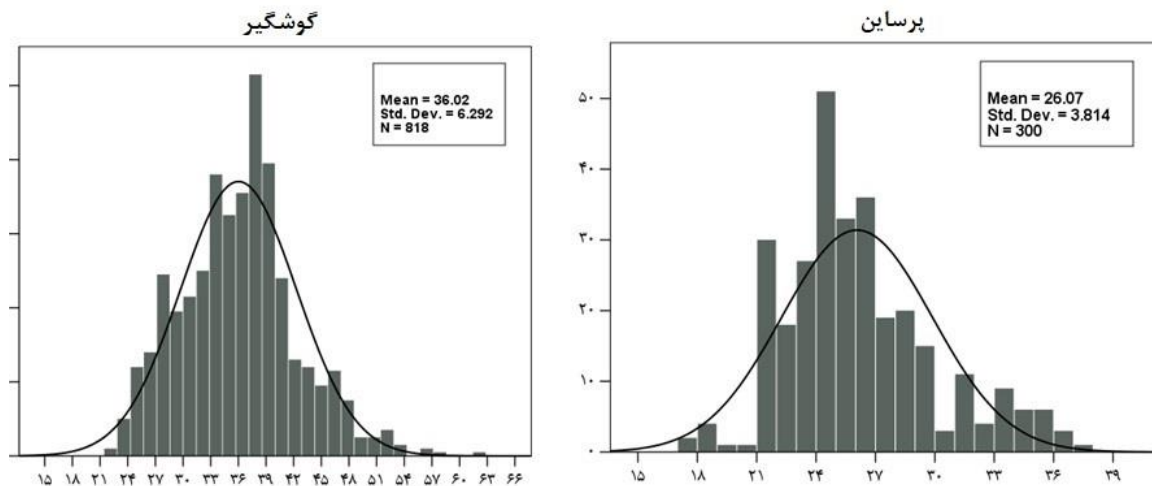 گوشگیر
Mean = 36.02
Std. Dev. = 6.292
N = 818
۱۵ ۱۸ ۲۱ ۲۴ ۲۷ ۳۰ ۳۳ ۳۶ ۳۹ ۴۲ ۴۵ ۴۸ ۵۱ ۵۴ ۵۷ ۶۰ ۶۳ ۶۶
پرساین
Mean = 26.07
Std. Dev. = 3.814
N = 300
۵۰
۴۰
۳۰
۲۰
۱۰
۰
۱۵ ۱۸ ۲۱ ۲۴ ۲۷ ۳۰ ۳۳ ۳۶ ۳۹